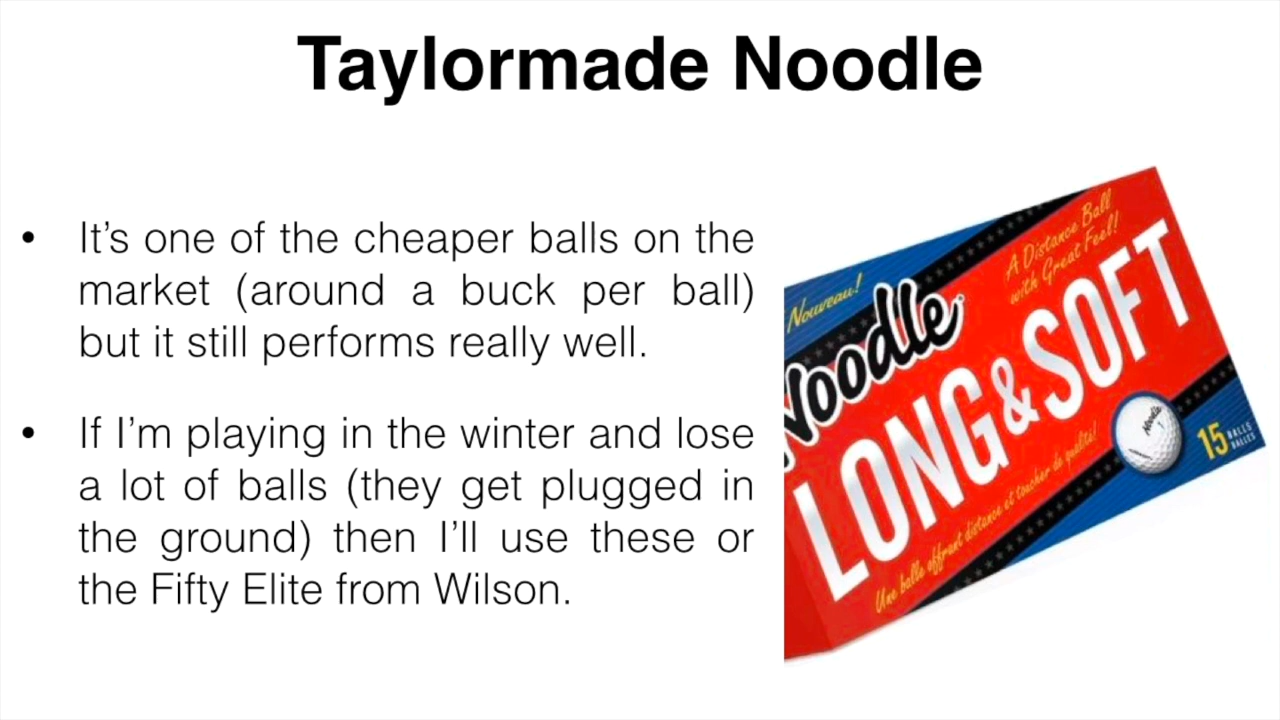 Taylormade Noodle
• It’s one of the cheaper balls on the
market (around a buck per ball)
but it still performs really well.
• If I’m playing in the winter and lose
a lot of balls (they get plugged in
the ground) then I’ll use these or
the Fifty Elite from Wilson.
Nouveau!
Noodle
A Distance Ball
with Great Feel!
LONG & SOFT
Une balle offrant distance et toucher de qualité!
Noodle
1
15 BALLS
BALLES